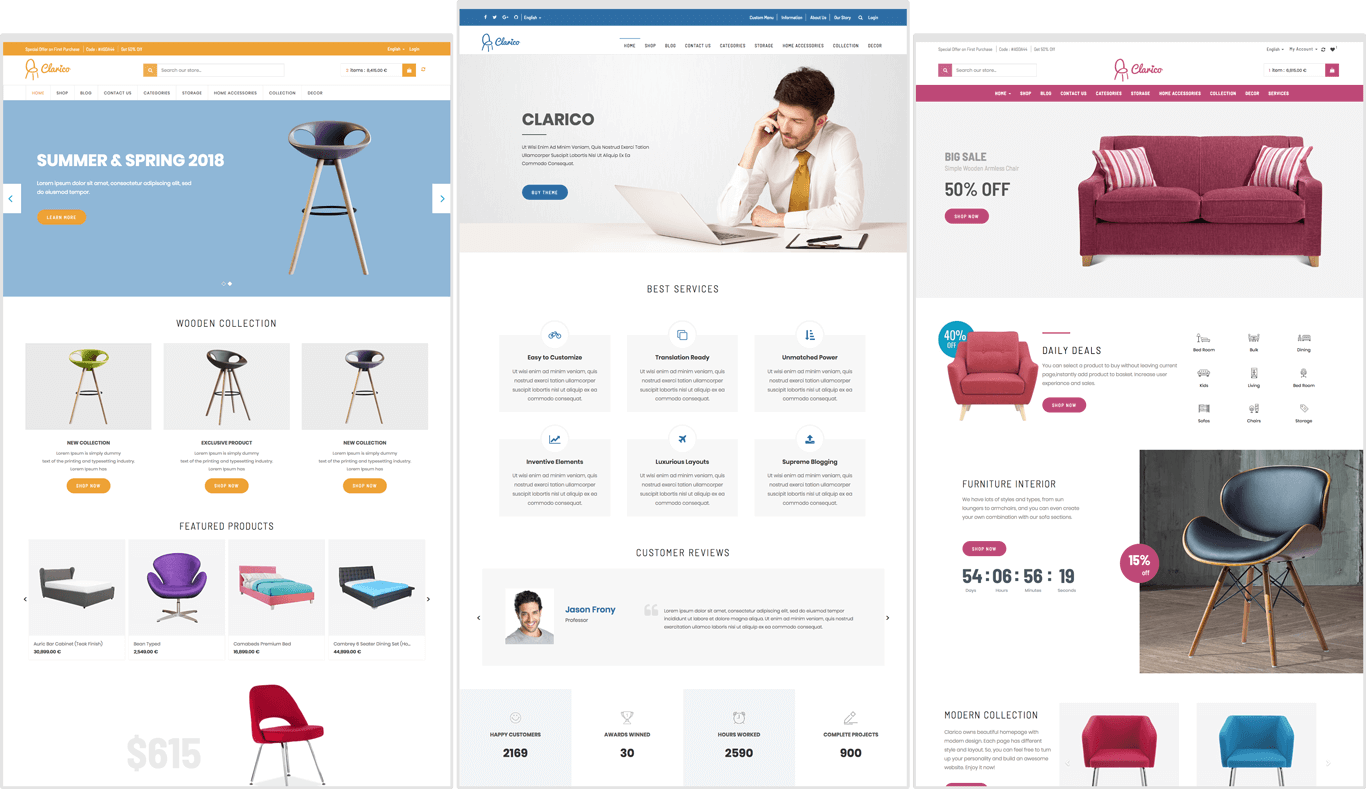 Special Offer on First Purchase | Code : #ASDA44 | Get 50% Off
English
Login
Clarico
Search our store...
Items : 8,415.00 €
HOME SHOP BLOG CONTACT US CATEGORIES STORAGE HOME ACCESSORIES COLLECTION DECOR
SUMMER & SPRING 2018
Lorem ipsum dolor sit amet, consectetur adipiscing elit, sed
do eiusmod tempor.
LEARN MORE
WOODEN COLLECTION
NEW COLLECTION
Lorem Ipsum is simply dummy
text of the printing and typesetting industry.
Lorem Ipsum has
SHOP NOW
EXCLUSIVE PRODUCT
Lorem Ipsum is simply dummy
text of the printing and typesetting industry.
Lorem Ipsum has
SHOP NOW
NEW COLLECTION
Lorem Ipsum is simply dummy
text of the printing and typesetting industry.
Lorem Ipsum has
SHOP NOW
FEATURED PRODUCTS
Auric Bar Cabinet (Teak Finish)
30,899.00 €
Bean Typed
2,549.00 €
Carnabeds Premium Bed
16,899.00 €
Cambrey 6 Seater Dining Set (Ho...
44,899.00 €
$615
English
Custom Menu | Information | About Us | Our Story
Login
Clarico
HOME SHOP BLOG CONTACT US CATEGORIES STORAGE HOME ACCESSORIES COLLECTION DECOR
CLARICO
Ut Wisi Enim Ad Minim Veniam, Quis Nostrud Exerci Tation
Ullamcorper Suscipit Lobortis Nisl Ut Aliquip Ex Ea
Commodo Consequat.
BUY THEME
BEST SERVICES
Easy to Customize
Ut wisi enim ad minim veniam, quis
nostrud exerci tation ullamcorper
suscipit lobortis nisl ut aliquip ex ea
commodo consequat.
Translation Ready
Ut wisi enim ad minim veniam, quis
nostrud exerci tation ullamcorper
suscipit lobortis nisl ut aliquip ex ea
commodo consequat.
Unmatched Power
Ut wisi enim ad minim veniam, quis
nostrud exerci tation ullamcorper
suscipit lobortis nisl ut aliquip ex ea
commodo consequat.
Inventive Elements
Ut wisi enim ad minim veniam, quis
nostrud exerci tation ullamcorper
suscipit lobortis nisl ut aliquip ex ea
commodo consequat.
Luxurious Layouts
Ut wisi enim ad minim veniam, quis
nostrud exerci tation ullamcorper
suscipit lobortis nisl ut aliquip ex ea
commodo consequat.
Supreme Blogging
Ut wisi enim ad minim veniam, quis
nostrud exerci tation ullamcorper
suscipit lobortis nisl ut aliquip ex ea
commodo consequat.
CUSTOMER REVIEWS
Jason Frony
Professor
Lorem ipsum dolor sit amet, consectetur adipiscing elit, sed do eiusmod tempor
incididunt ut labore et dolore magna aliqua. Ut enim ad minim veniam, quis nostrud
exercitation ullamco laboris nisi ut aliquip ex ea commodo consequat.
HAPPY CUSTOMERS
2169
AWARDS WINNED
30
HOURS WORKED
2590
COMPLETE PROJECTS
900
Special Offer on First Purchase | Code : #ASDA44 | Get 50% Off
English
My Account
Search our store...
Clarico
1 Item : 8,815.00 €
HOME SHOP BLOG CONTACT US CATEGORIES STORAGE HOME ACCESSORIES COLLECTION DECOR SERVICES
BIG SALE
Simple Wooden Armless Chair
50% OFF
SHOP NOW
40%
OFF
DAILY DEALS
You can select a product to buy without leaving current
page.Instantly add product to basket. Increase user
experiance and sales.
SHOP NOW
Bed Room
Bulk
Dining
Kids
Living
Bed Room
Sofas
Chairs
Storage
FURNITURE INTERIOR
We have lots of styles and types, from sun
loungers to armchairs, and you can even create
your own combination with our sofa sections.
SHOP NOW
54 : 06 : 56 : 19
Days Hours Minutes Seconds
15%
off
MODERN COLLECTION
Clarico owns beautiful homepage with
modern design. Each page has different
style and layout. So, you can feel free to turn
up your personality and build an awesome
website. Enjoy it now!